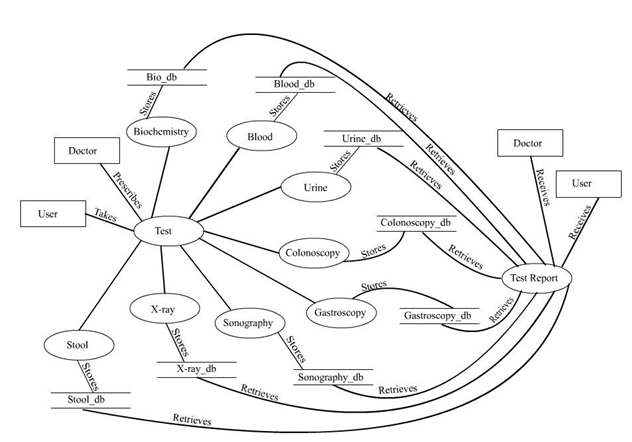 Bio_db
Stores
Retrieves
Blood_db
Stores
Retrieves
Biochemistry
Blood
Urine_db
Stores
Retrieves
Doctor
Doctor
Prescribes
Receives
User
Urine
User
Takes
Receives
Test
Colonoscopy_db
Colonoscopy
Stores
Retrieves
Test Report
Stores
X-ray
Sonography
Gastroscopy
Gastroscopy_db
Retrieves
Stool
Stores
Stores
Stores
X-ray_db
Sonography_db
Retrieves
Retrieves
Stool_db
Retrieves